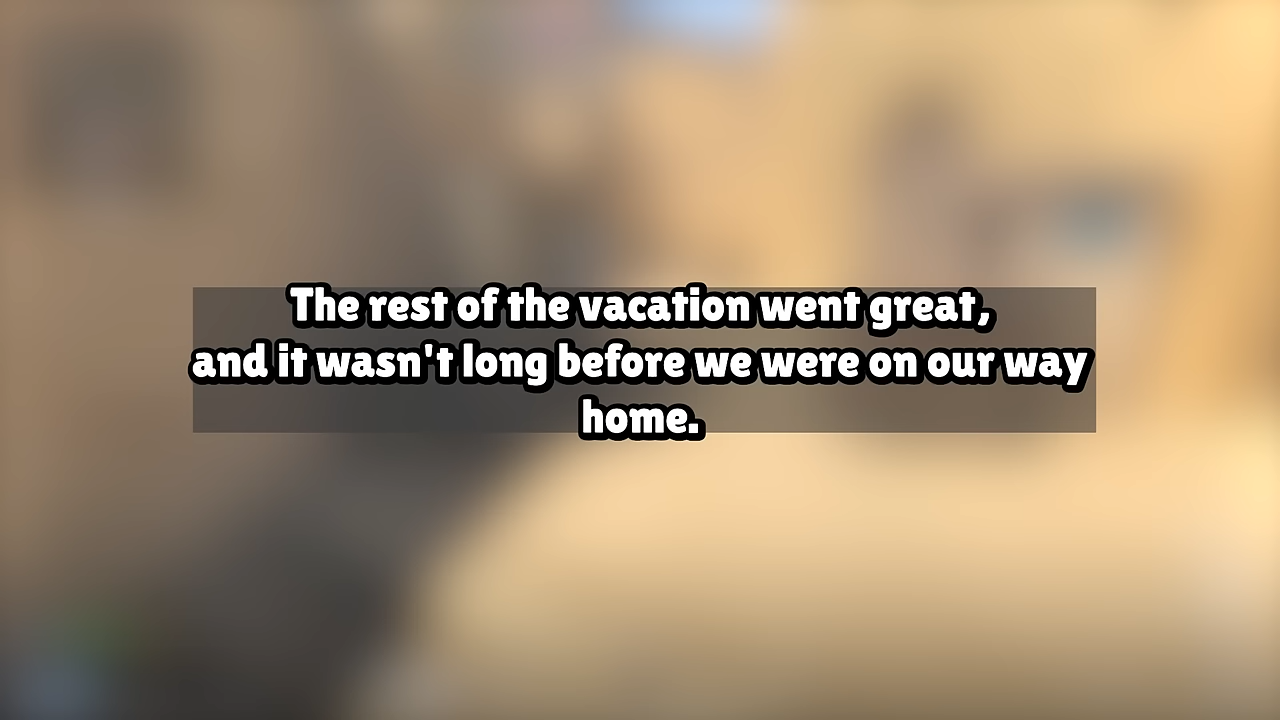 The rest of the vacation went great,
and it wasn't long before we were on our way
home.